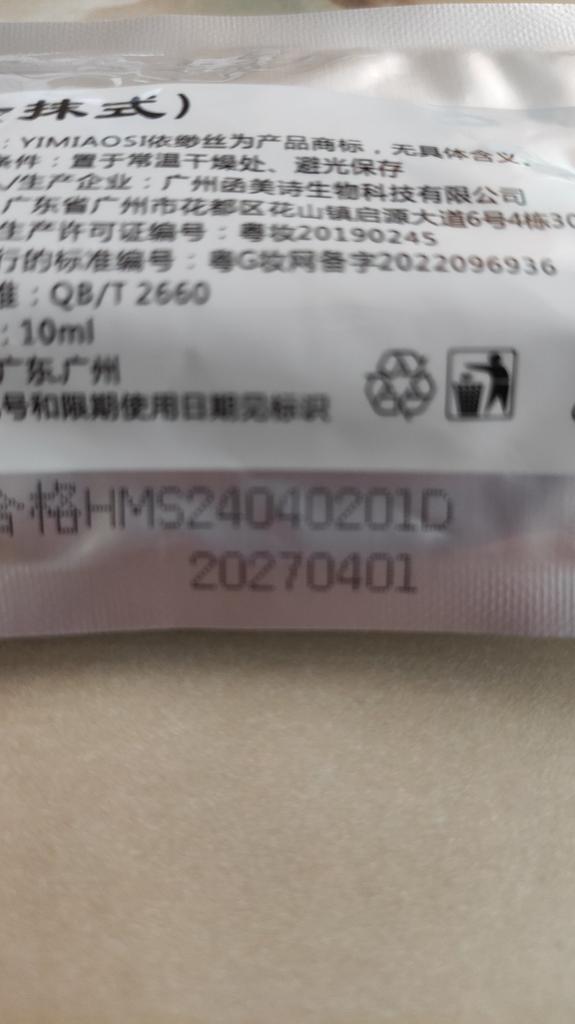 抹式）
：YIMIAOSI依缈丝为产品商标，无具体含义。
条件：置于常温干燥处、避光保存
/生产企业：广州函美诗生物科技有限公司
广东省广州市花都区花山镇启源大道6号4栋30
生产许可证编号：粤妆20190245
行的标准编号：粤G妆网备字2022096936
准：QB/T 2660
：10ml
广东.广州
号和限期使用日期见标识
合格HMS24040201D
20270401